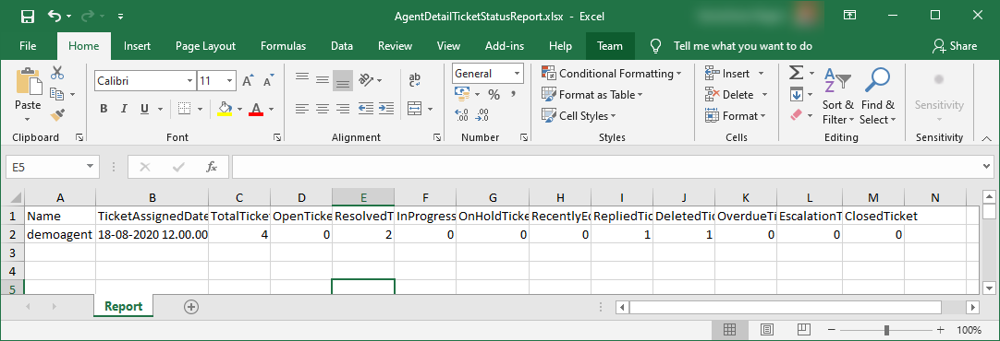 AgentDetailTicketStatusReport.xlsx - Excel
File Home Insert Page Layout Formulas Data Review View Add-ins Help Team Tell me what you want to do Share
Calibri 11 A A ab General Conditional Formatting Insert Σ A Z
Paste Format as Table Delete Sort & Filter Find & Select Sensitivity
B I U A $ % , Cell Styles Format
Clipboard Font Alignment Number Styles Cells Editing Sensitivity
E5 fx
A B C D E F G H I J K L M N
1 Name TicketAssignedDate TotalTicket OpenTicke ResolvedT InProgress OnHoldTicke RecentlyEd RepliedTic DeletedTic OverdueTi EscalationT ClosedTicket
2 demoagent 18-08-2020 12.00.00 4 0 2 0 0 0 1 1 0 0 0
3
4
5
Report
100%